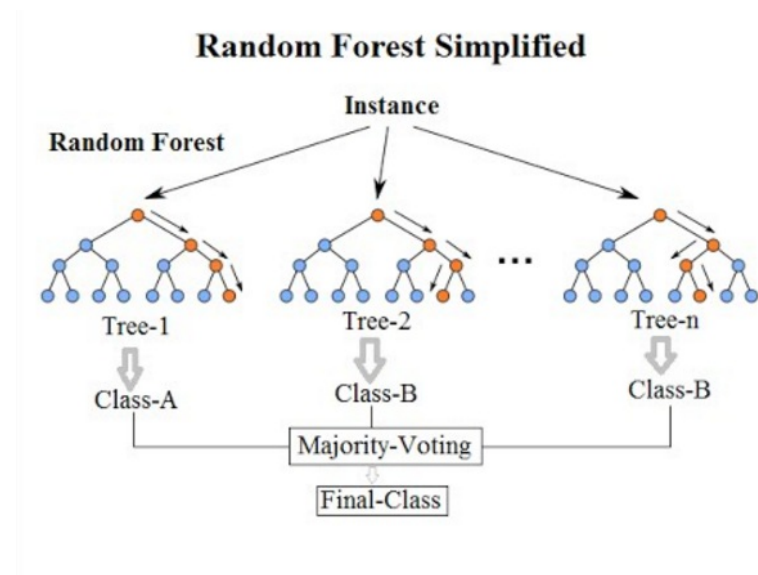 Random Forest Simplified
Instance
Random Forest
...
Tree-1 Tree-2 Tree-n
Class-A Class-B Class-B
Majority-Voting
Final-Class